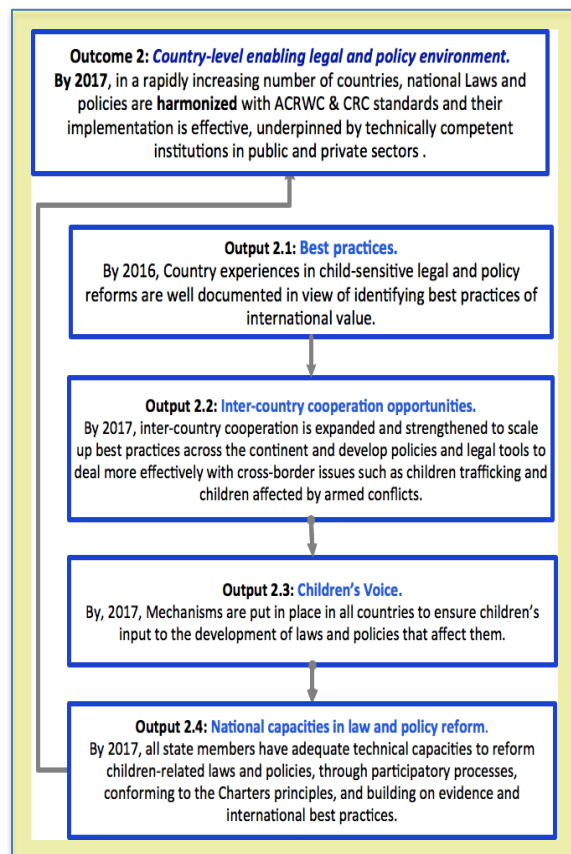 Outcome 2: Country-level enabling legal and policy environment.
By 2017, in a rapidly increasing number of countries, national Laws and
policies are harmonized with ACRWC & CRC standards and their
implementation is effective, underpinned by technically competent
institutions in public and private sectors .
Output 2.1: Best practices.
By 2016, Country experiences in child-sensitive legal and policy
reforms are well documented in view of identifying best practices of
international value.
Output 2.2: Inter-country cooperation opportunities.
By 2017, inter-country cooperation is expanded and strengthened to scale
up best practices across the continent and develop policies and legal tools to
deal more effectively with cross-border issues such as children trafficking and
children affected by armed conflicts.
Output 2.3: Children’s Voice.
By, 2017, Mechanisms are put in place in all countries to ensure children’s
input to the development of laws and policies that affect them.
Output 2.4: National capacities in law and policy reform.
By 2017, all state members have adequate technical capacities to reform
children-related laws and policies, through participatory processes,
conforming to the Charters principles, and building on evidence and
international best practices.